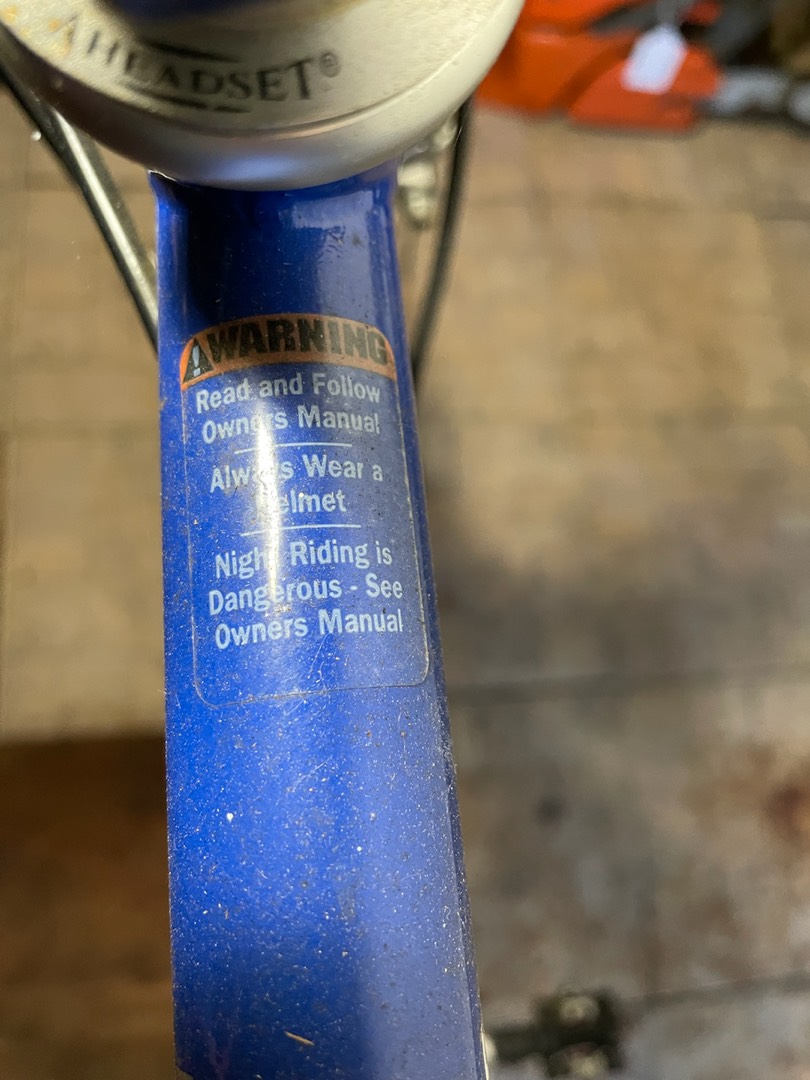 AHEADSET®
WARNING
Read and Follow
Owners Manual
Always Wear a
Helmet
Night Riding is
Dangerous - See
Owners Manual